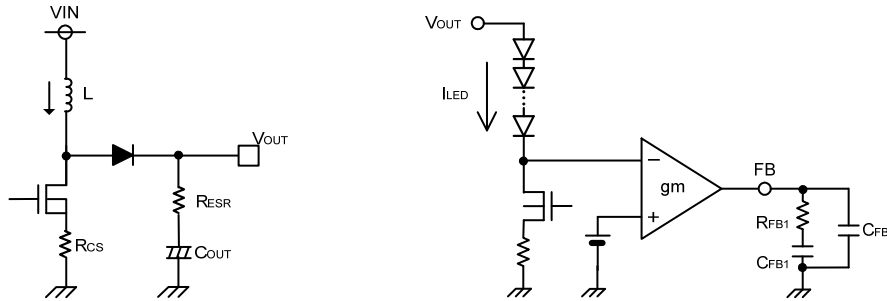 VIN
L
VOUT
RESR
RCS
COUT
VOUT
ILED
−
gm
+
FB
RFB1
CFB1
CFB